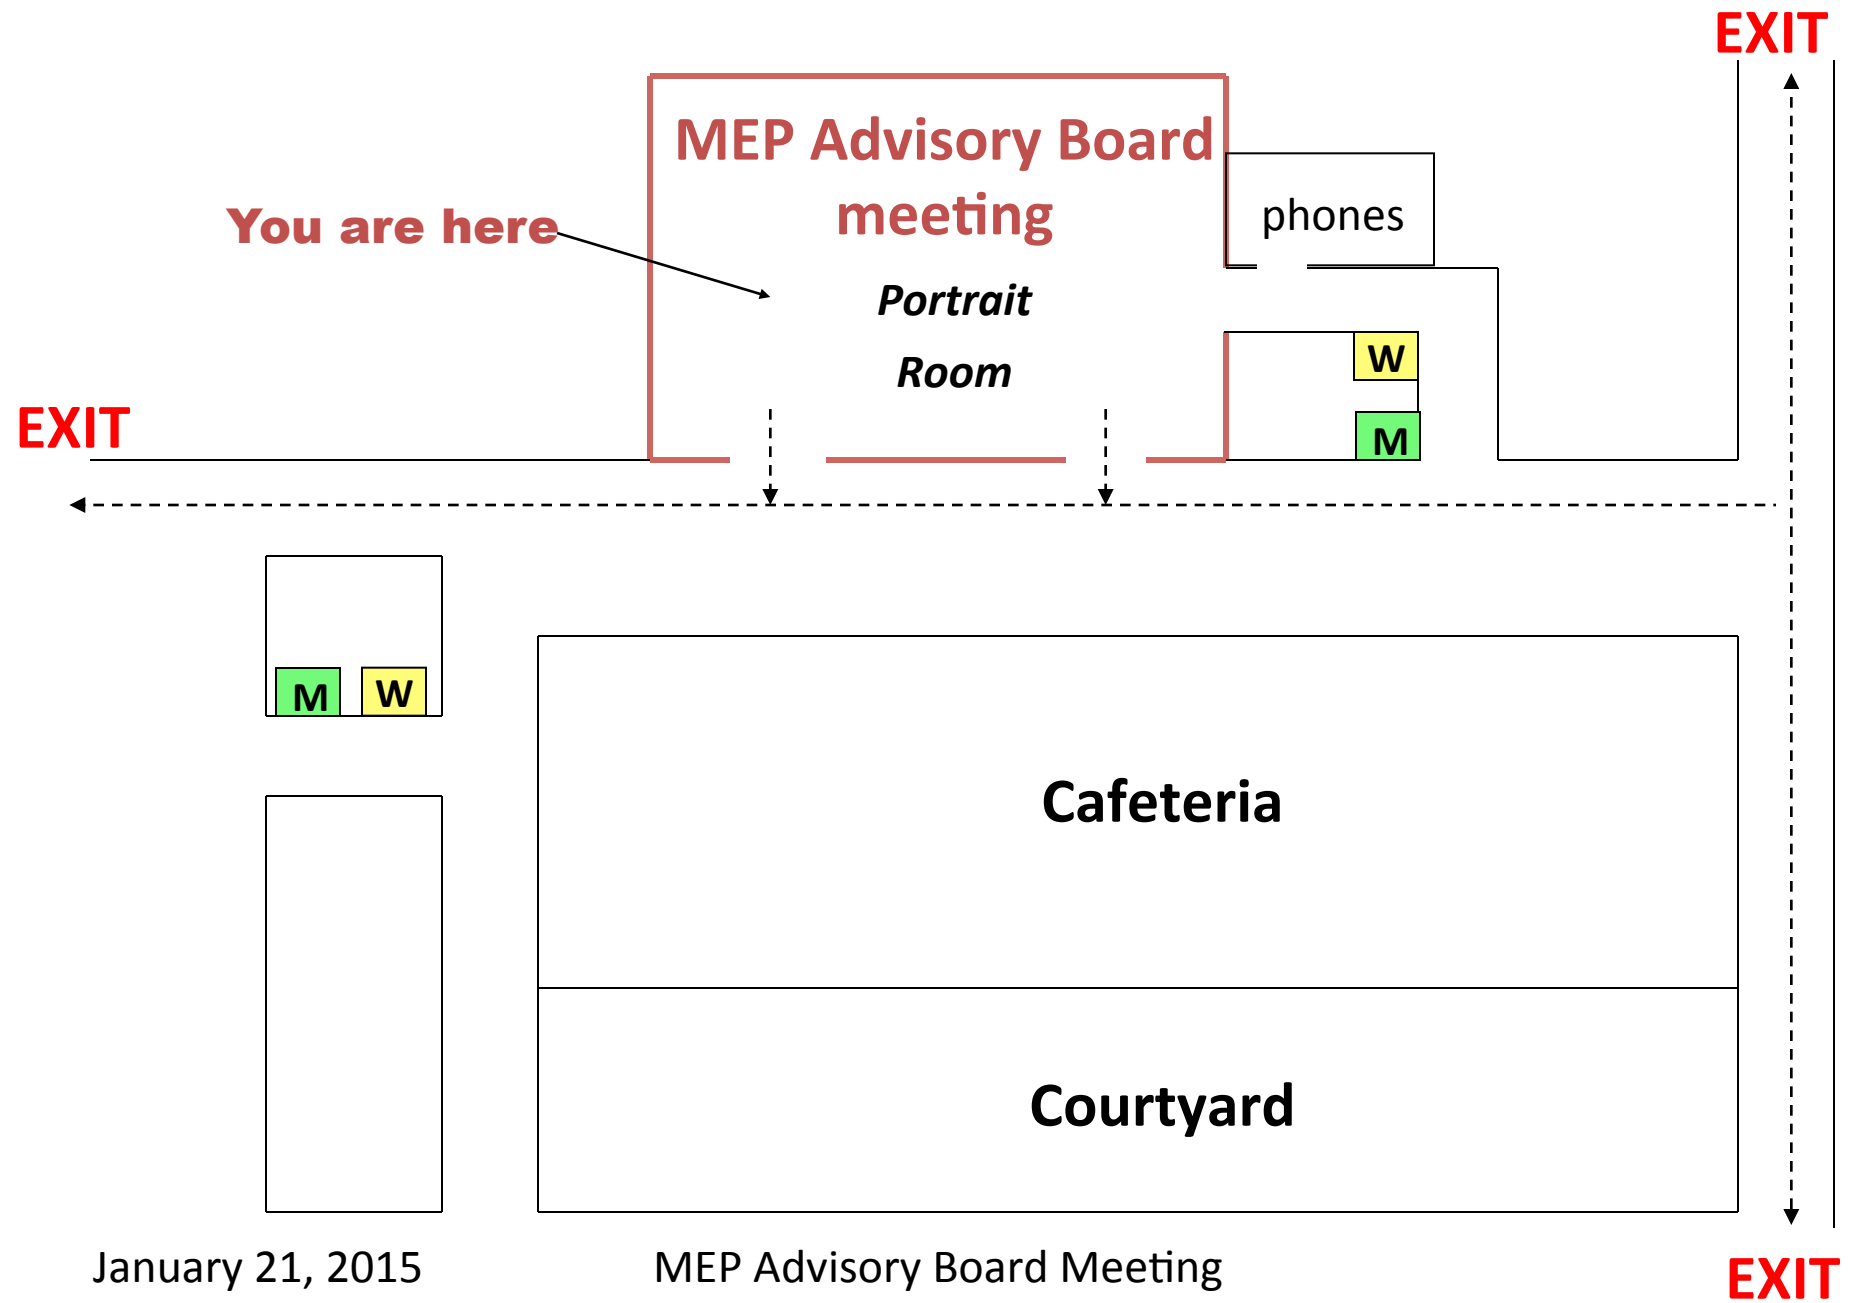 EXIT
MEP Advisory Board
meeting
phones
You are here
Portrait
Room
W
EXIT
M
M
W
Cafeteria
Courtyard
January 21, 2015
MEP Advisory Board Meeting
EXIT